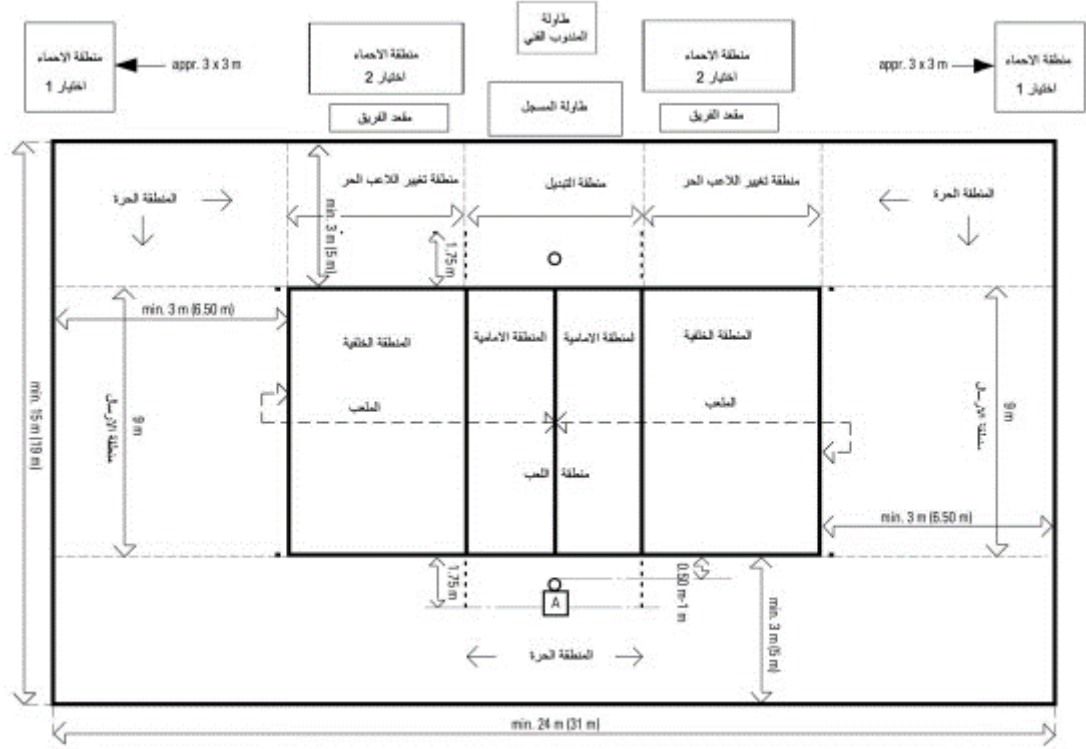 طاولة
المندوب الفني
منطقة الاحماء
اختيار 1
appr. 3 x 3 m
منطقة الاحماء
اختيار 2
منطقة الاحماء
اختيار 2
appr. 3 x 3 m
منطقة الاحماء
اختيار 1
مقعد الفريق
طاولة المسجل
مقعد الفريق
المنطقة الحرة
منطقة تغيير اللاعب الحر
منطقة التبديل
منطقة تغيير اللاعب الحر
المنطقة الحرة
min. 3 m (5 m)
1.75 m
min. 3 m (6.50 m)
المنطقة الخلفية
المنطقة الامامية
المنطقة الامامية
المنطقة الخلفية
min. 15 m (19 m)
منطقة الارسال
9 m
الملعب
الملعب
9 m
منطقة الارسال
منطقة اللعب
min. 3 m (6.50 m)
1.75 m
A
0.50 m-1 m
min. 3 m (5 m)
المنطقة الحرة
min. 24 m (31 m)